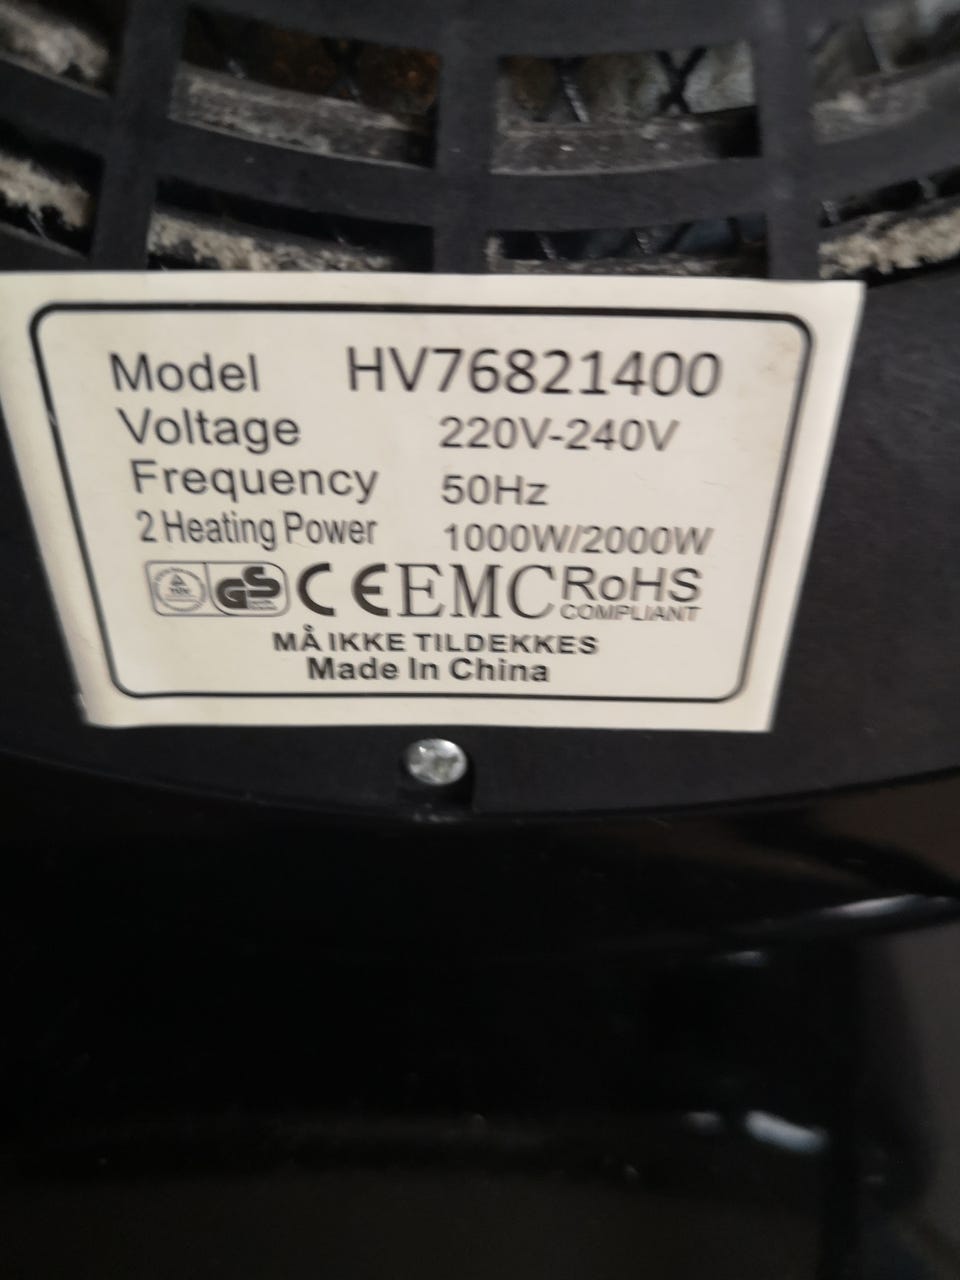 Model HV76821400
Voltage 220V-240V
Frequency 50Hz
2 Heating Power 1000W/2000W
GS CE EMC RoHS
COMPLIANT
MÅ IKKE TILDEKKES
Made In China